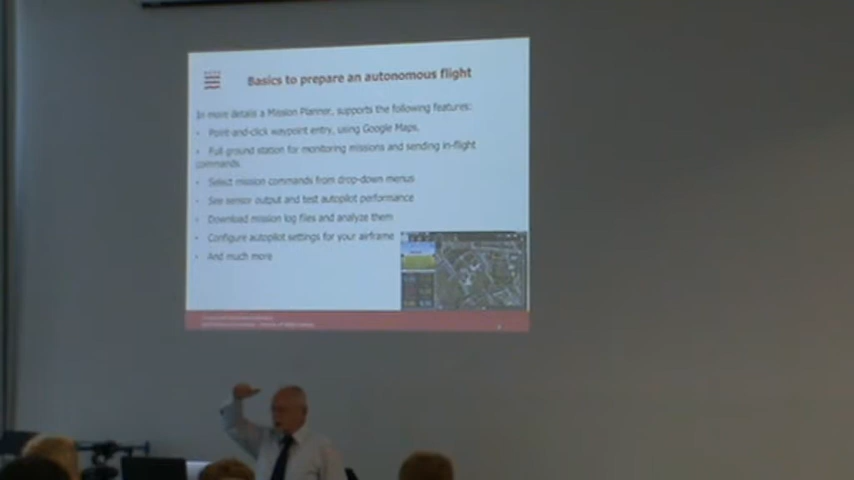 Basics to prepare an autonomous flight
In more details a Mission Planner, supports the following features:
• Point-and-click waypoint entry, using Google Maps.
• Full ground station for monitoring missions and sending in-flight
commands.
• Select mission commands from drop-down menus
• See sensor output and test autopilot performance
• Download mission log files and analyze them
• Configure autopilot settings for your airframe
• And much more